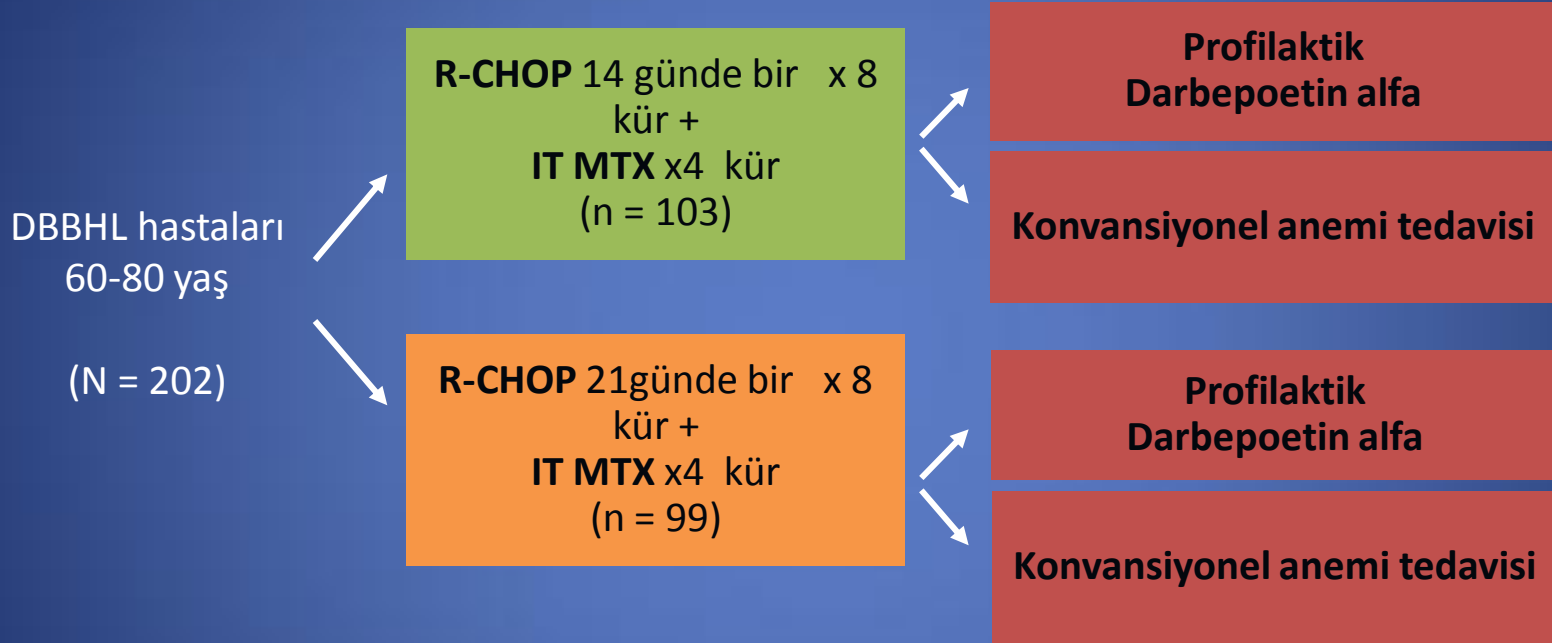 DBBHL hastaları
60-80 yaş
(N = 202)
R-CHOP 14 günde bir x 8
kür +
IT MTX x4 kür
(n = 103)
R-CHOP 21günde bir x 8
kür +
IT MTX x4 kür
(n = 99)
Profilaktik
Darbepoetin alfa
Konvansiyonel anemi tedavisi
Profilaktik
Darbepoetin alfa
Konvansiyonel anemi tedavisi